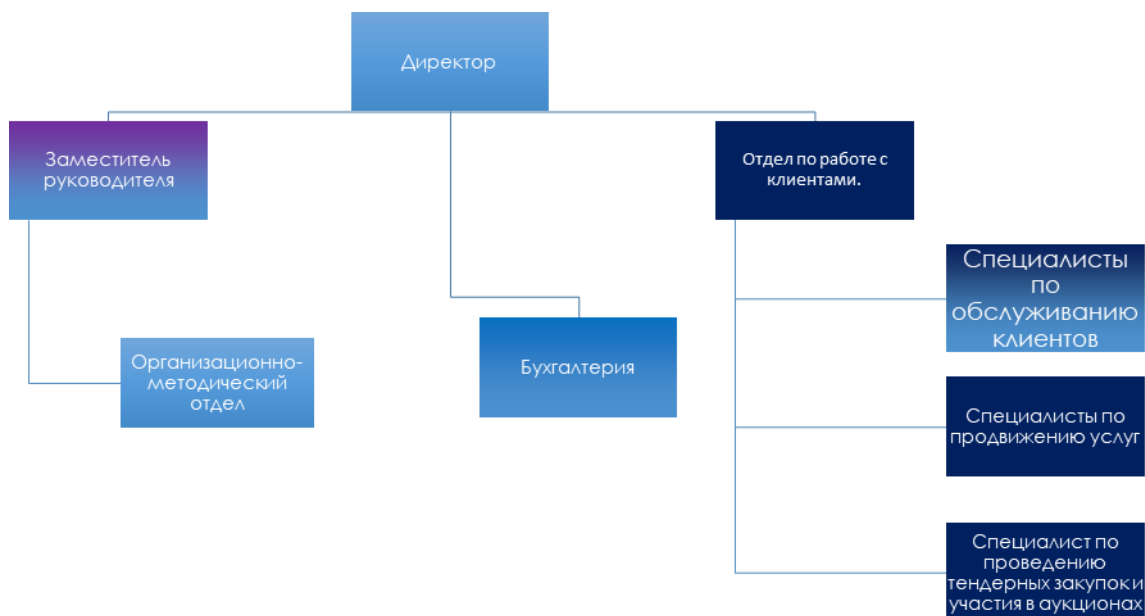 Директор
Заместитель
руководителя
Отдел по работе с
клиентами.
Специалисты
по
обслуживанию
клиентов
Организационно-
методический
отдел
Бухгалтерия
Специалисты по
продвижению услуг
Специалист по
проведению
тендерных закупок и
участия в аукционах